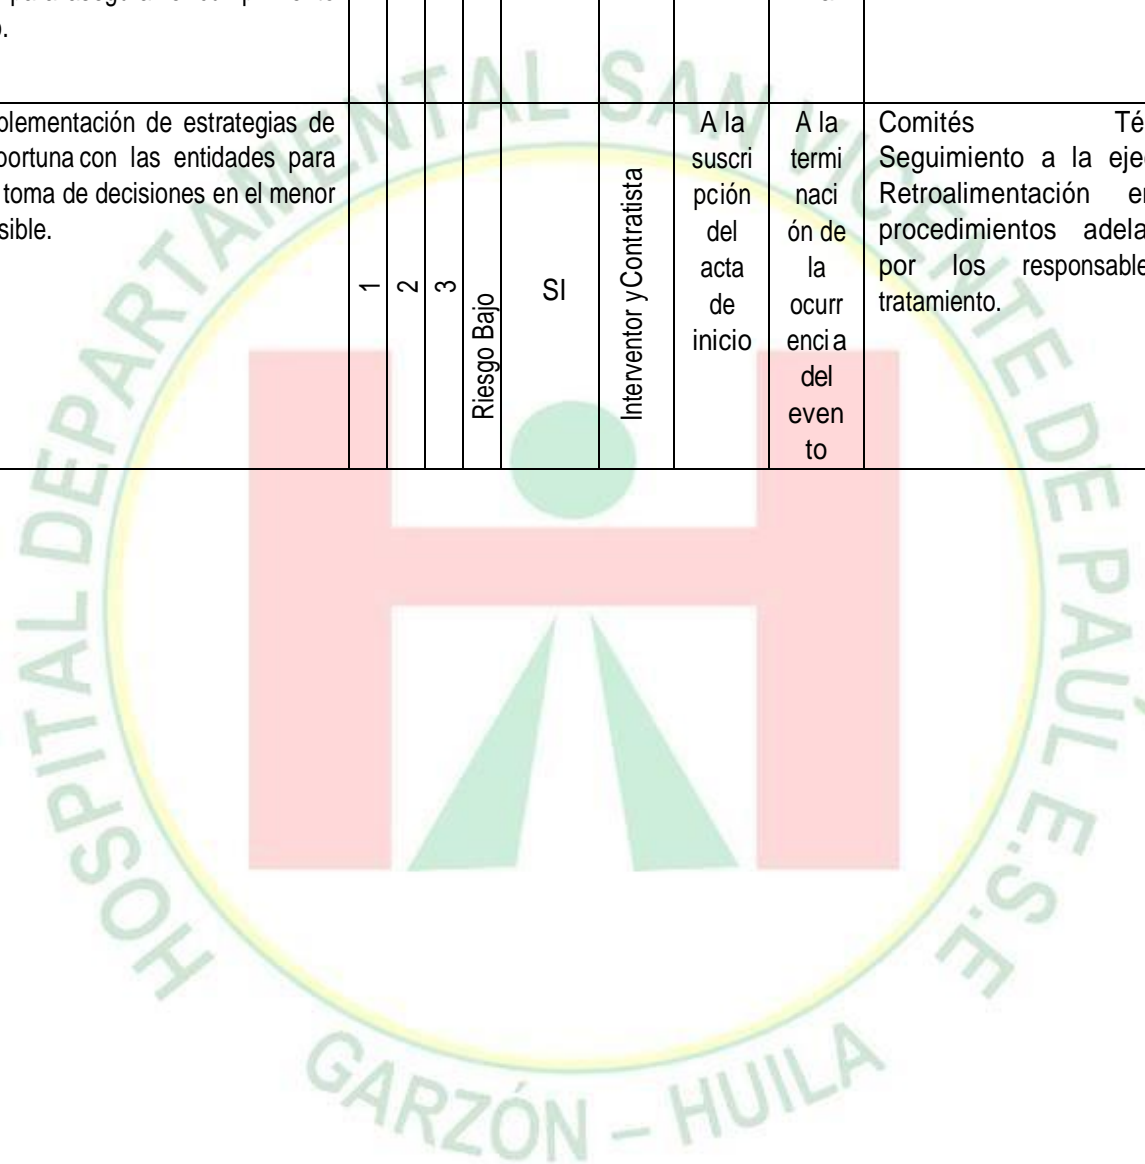 o.
plementación de estrategias de
portuna con las entidades para
toma de decisiones en el menor
sible.
1
2
3
Riesgo Bajo
SI
Interventor y Contratista
A la
suscri
pción
del
acta
de
inicio
A la
termi
naci
ón de
la
ocurr
enci a
del
even
to
Comités Té
Seguimiento a la eje
Retroalimentación e
procedimientos adela
por los responsable
tratamiento.
HOSPITAL DEPARTAMENTAL SAN VICENTE DE PAÚL E.S.E
GARZÓN – HUILA